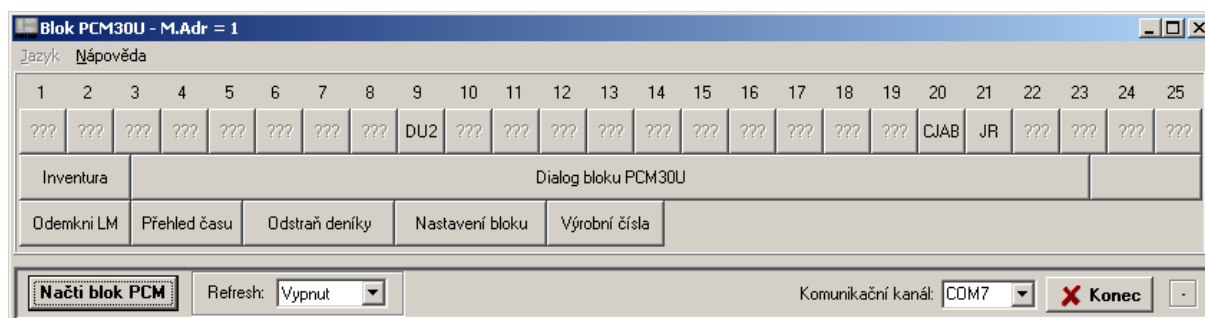 Blok PCM30U - M.Adr = 1
Jazyk Nápověda
1 2 3 4 5 6 7 8 9 10 11 12 13 14 15 16 17 18 19 20 21 22 23 24 25
??? ??? ??? ??? ??? ??? ??? ??? DU2 ??? ??? ??? ??? ??? ??? ??? ??? ??? ??? CJAB JR ??? ??? ??? ???
Inventura Dialog bloku PCM30U
Odemkni LM Přehled času Odstraň deníky Nastavení bloku Výrobní čísla
Načti blok PCM Refresh: Vypnut Komunikační kanál: COM7 Konec -